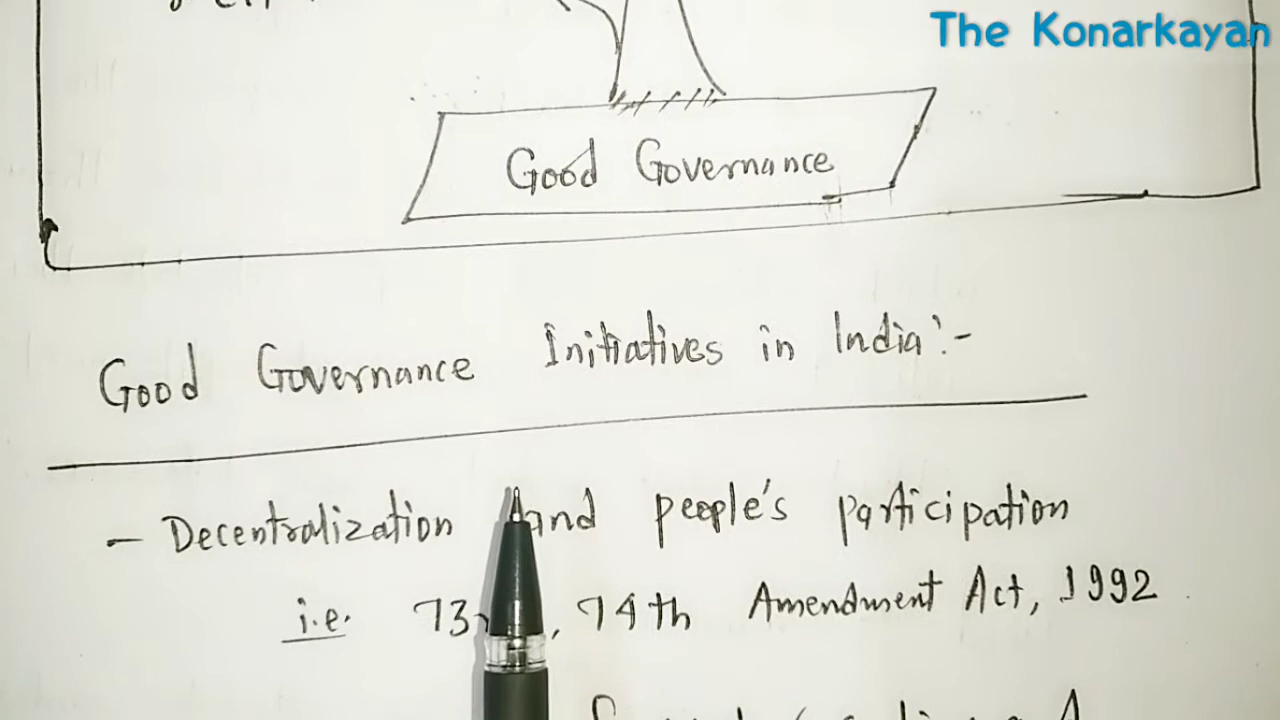 The Konarkayan
Good Governance
Good Governance Initiatives in India :-
- Decentralization and people's participation
i.e. 73 , 74th Amendment Act, 1992